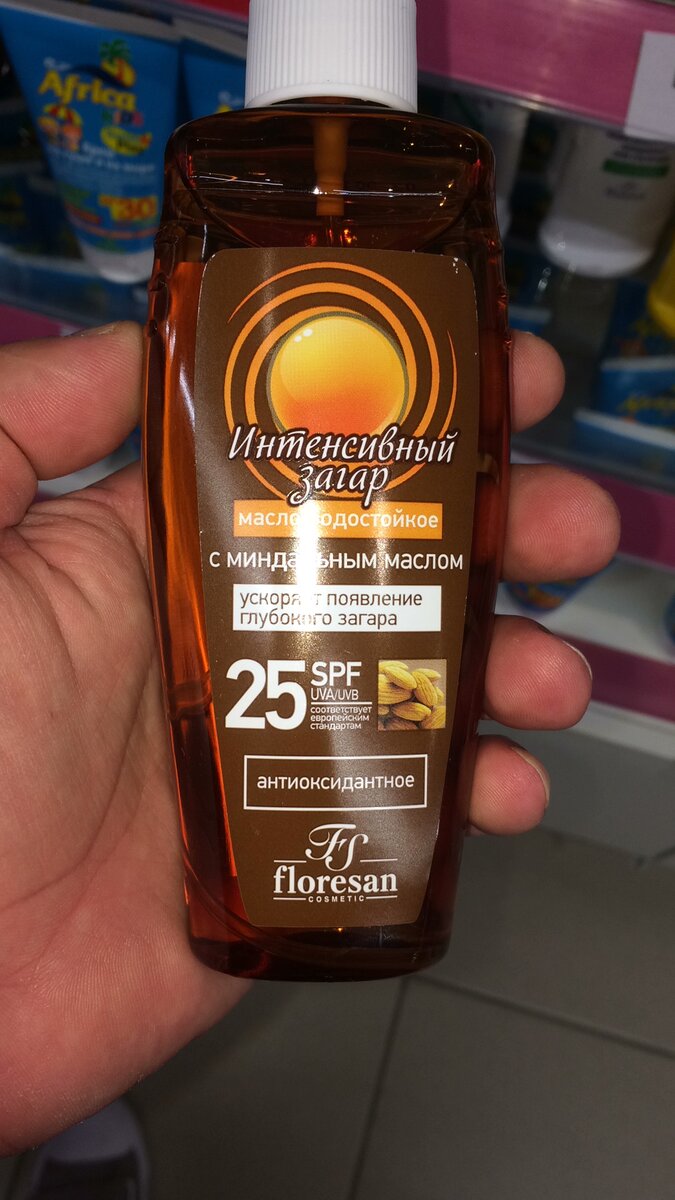 Africa
KIDS
Интенсивный
загар
масло водостойкое
с миндальным маслом
ускоряет появление
глубокого загара
25
SPF
UVA/UVB
соответствует
европейским
стандартам
антиоксидантное
FS
floresan
COSMETIC